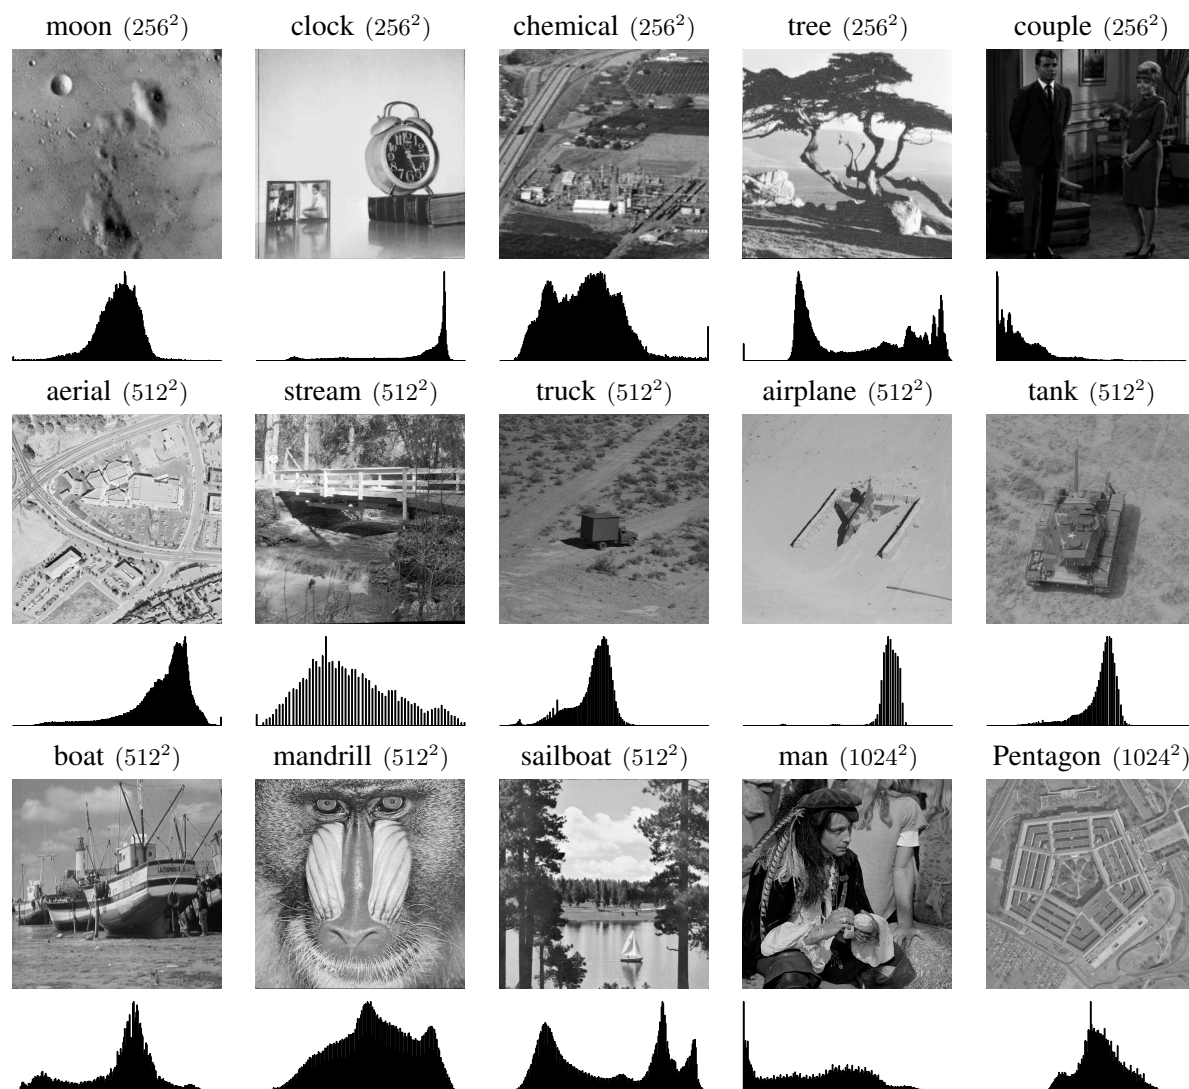 moon (256²)
clock (256²)
chemical (256²)
tree (256²)
couple (256²)
aerial (512²)
stream (512²)
truck (512²)
airplane (512²)
tank (512²)
boat (512²)
mandrill (512²)
sailboat (512²)
man (1024²)
Pentagon (1024²)